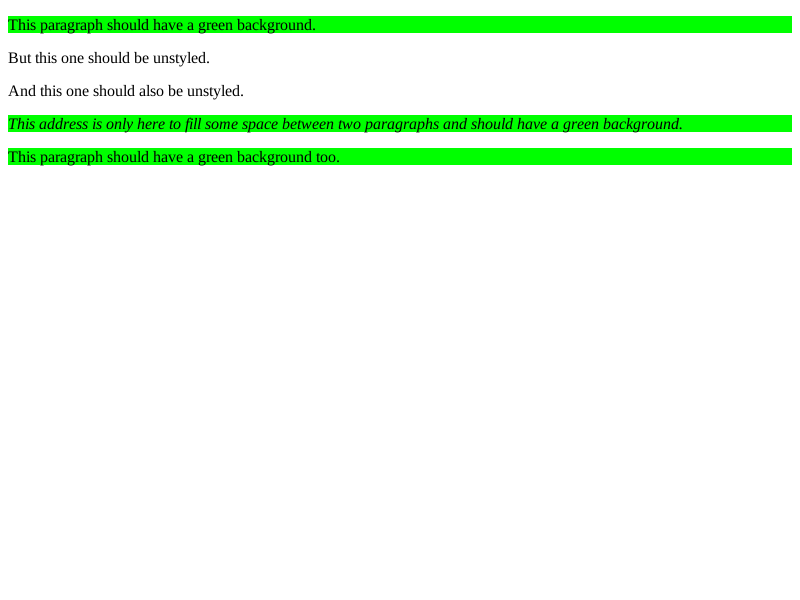 This paragraph should have a green background.
But this one should be unstyled.
And this one should also be unstyled.
This address is only here to fill some space between two paragraphs and should have a green background.
This paragraph should have a green background too.